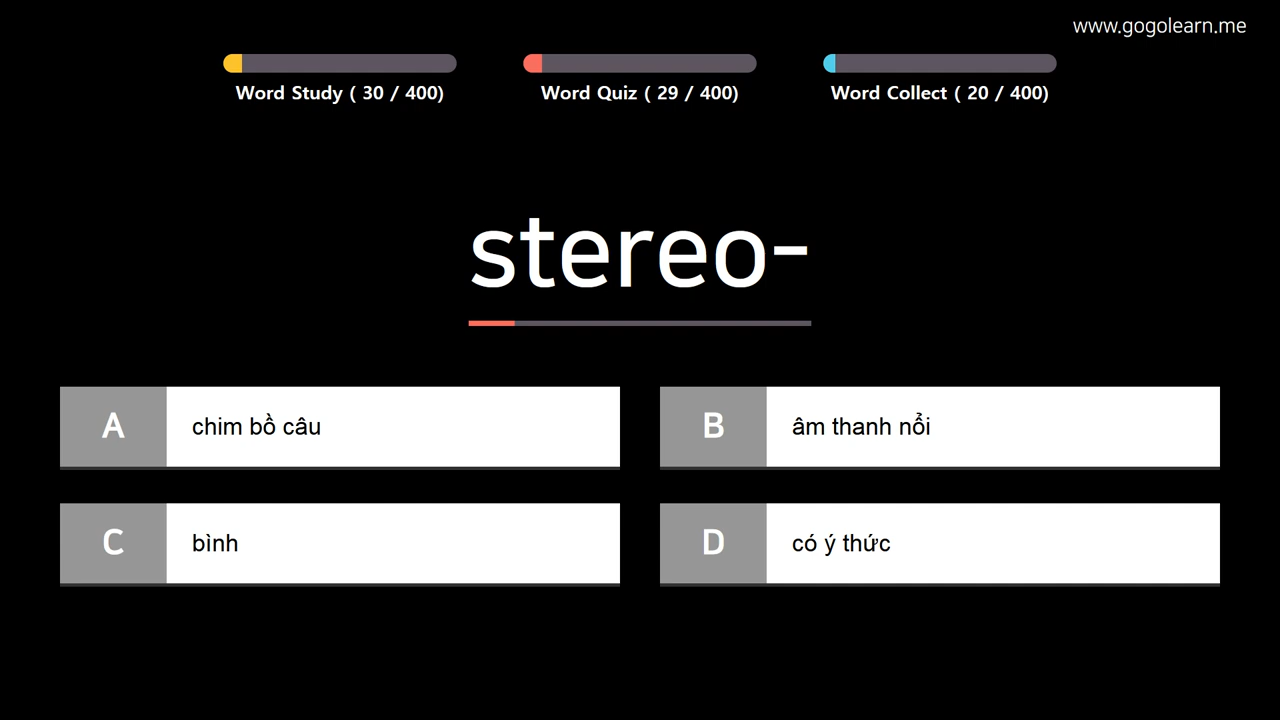 www.gogolearn.me
Word Study ( 30 / 400)
Word Quiz ( 29 / 400)
Word Collect ( 20 / 400)
stereo-
A
chim bồ câu
B
âm thanh nổi
C
bình
D
có ý thức